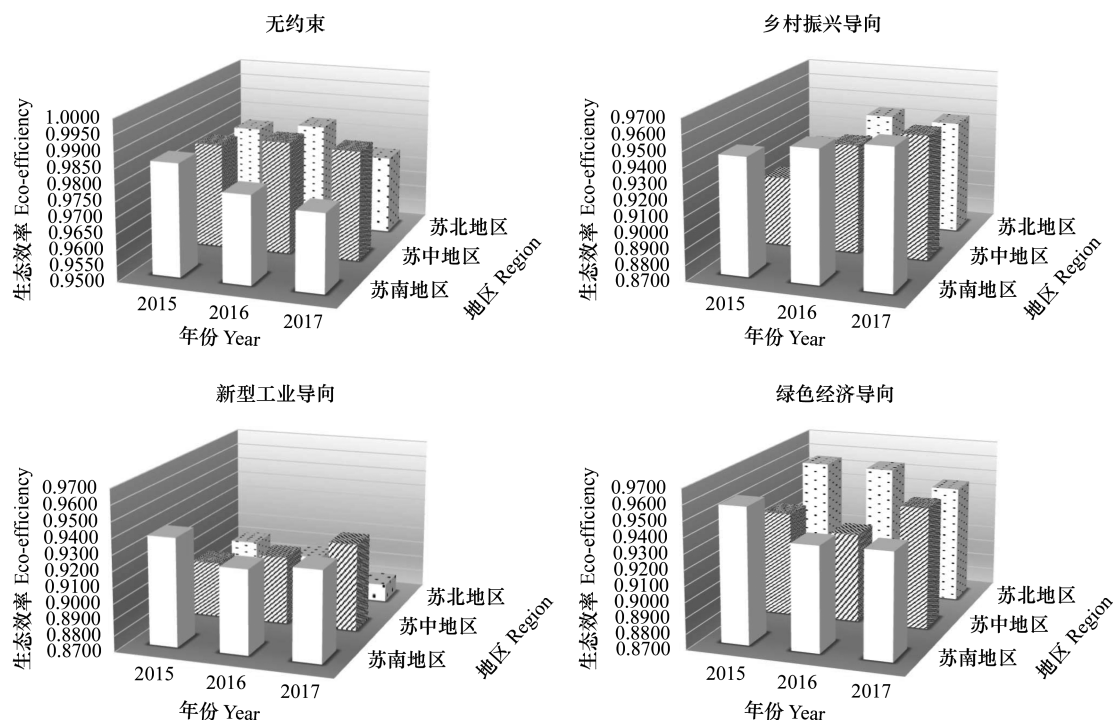 无约束
生态效率 Eco-efficiency
1.0000
0.9950
0.9900
0.9850
0.9800
0.9750
0.9700
0.9650
0.9600
0.9550
0.9500
2015
2016
2017
年份 Year
苏南地区
苏中地区
苏北地区
地区 Region
乡村振兴导向
生态效率 Eco-efficiency
0.9700
0.9600
0.9500
0.9400
0.9300
0.9200
0.9100
0.9000
0.8900
0.8800
0.8700
2015
2016
2017
年份 Year
苏南地区
苏中地区
苏北地区
地区 Region
新型工业导向
生态效率 Eco-efficiency
0.9700
0.9600
0.9500
0.9400
0.9300
0.9200
0.9100
0.9000
0.8900
0.8800
0.8700
2015
2016
2017
年份 Year
苏南地区
苏中地区
苏北地区
地区 Region
绿色经济导向
生态效率 Eco-efficiency
0.9700
0.9600
0.9500
0.9400
0.9300
0.9200
0.9100
0.9000
0.8900
0.8800
0.8700
2015
2016
2017
年份 Year
苏南地区
苏中地区
苏北地区
地区 Region